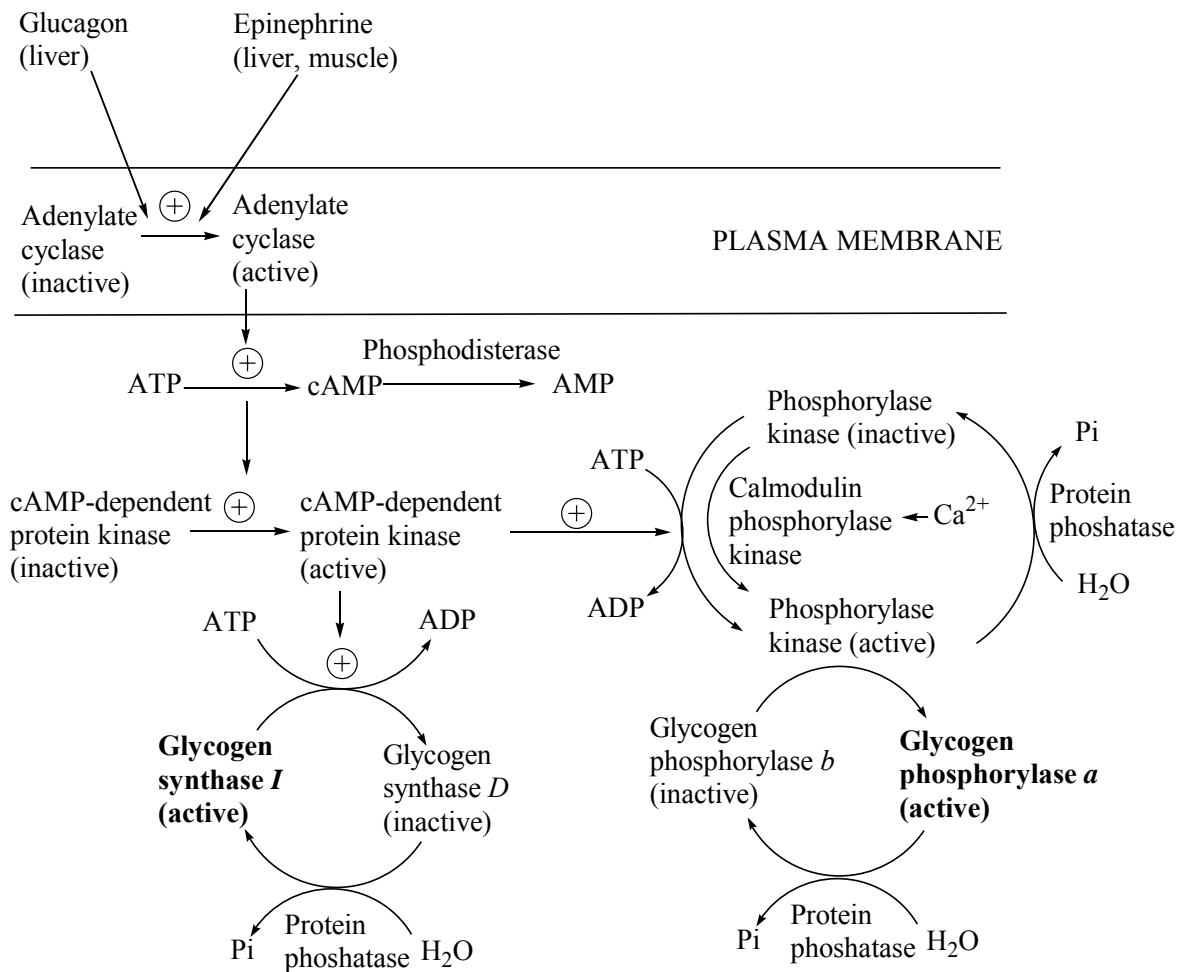 Glucagon
(liver)
Epinephrine
(liver, muscle)
Adenylate
cyclase
(inactive)
+
Adenylate
cyclase
(active)
PLASMA MEMBRANE
+
Phosphodisterase
ATP
cAMP
AMP
cAMP-dependent
protein kinase
(inactive)
+
cAMP-dependent
protein kinase
(active)
+
ATP
ADP
Phosphorylase
kinase (inactive)
Calmodulin
phosphorylase
kinase
Ca2+
Pi
Protein
phoshatase
H2O
Phosphorylase
kinase (active)
ATP
ADP
+
Glycogen
synthase I
(active)
Glycogen
synthase D
(inactive)
Pi
Protein
phoshatase
H2O
Glycogen
phosphorylase b
(inactive)
Glycogen
phosphorylase a
(active)
Pi
Protein
phoshatase
H2O